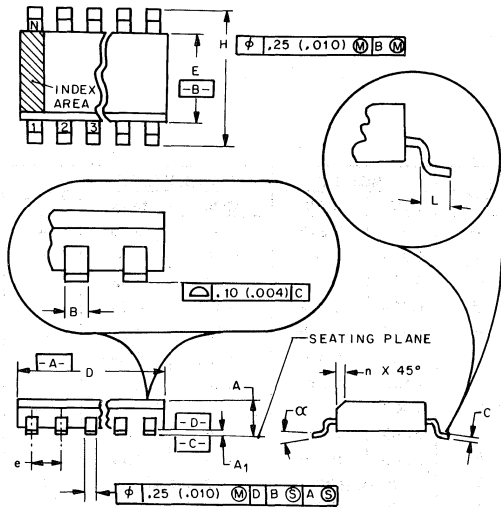 N
H
ϕ .25 (.010) Ⓜ B Ⓜ
E
-B-
INDEX
AREA
1 2 3
L
B
⌓ .10 (.004) C
SEATING PLANE
-A-
D
A
n X 45°
-D-
-C-
A1
α
C
e
ϕ .25 (.010) Ⓜ D B Ⓢ A Ⓢ